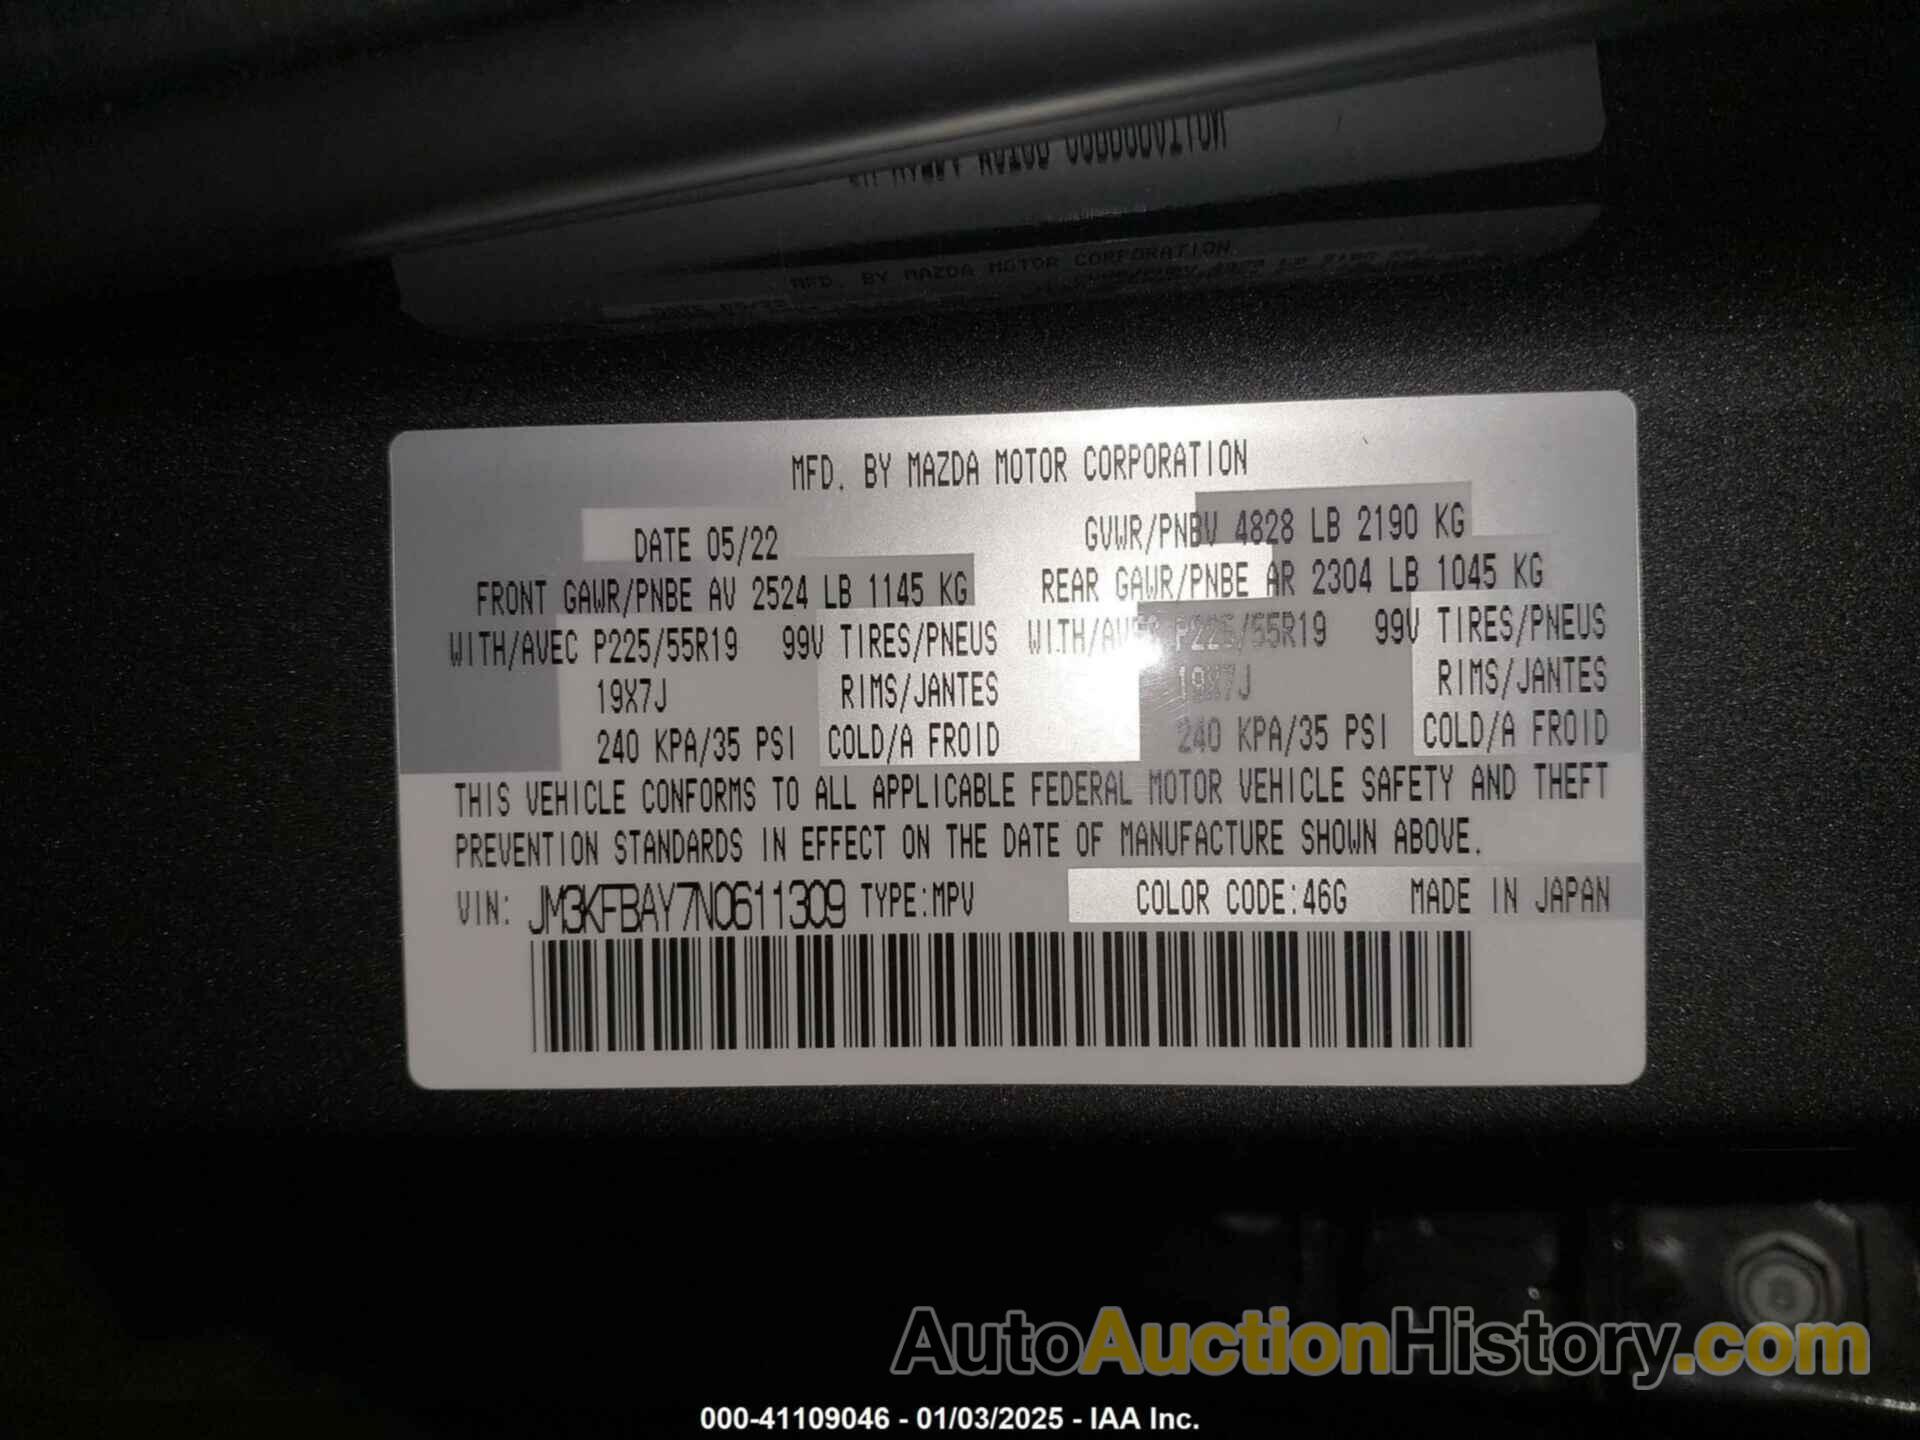 MFD. BY MAZDA MOTOR CORPORATION
MFD. BY MAZDA MOTOR CORPORATION
DATE 05/22 GVWR/PNBV 4828 LB 2190 KG
FRONT GAWR/PNBE AV 2524 LB 1145 KG REAR GAWR/PNBE AR 2304 LB 1045 KG
WITH/AVEC P225/55R19 99V TIRES/PNEUS WITH/AVEC P225/55R19 99V TIRES/PNEUS
19X7J RIMS/JANTES 19X7J RIMS/JANTES
240 KPA/35 PSI COLD/A FROID 240 KPA/35 PSI COLD/A FROID
THIS VEHICLE CONFORMS TO ALL APPLICABLE FEDERAL MOTOR VEHICLE SAFETY AND THEFT
PREVENTION STANDARDS IN EFFECT ON THE DATE OF MANUFACTURE SHOWN ABOVE.
VIN: JM3KFBAY7N0611309 TYPE:MPV COLOR CODE:46G MADE IN JAPAN
AutoAuctionHistory.com
000-41109046 - 01/03/2025 - IAA Inc.